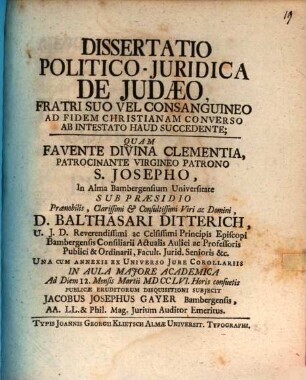 DISSERTATIO
POLITICO-JURIDICA
DE JUDÆO,
FRATRI SUO VEL CONSANGUINEO
AD FIDEM CHRISTIANAM CONVERSO
AB INTESTATO HAUD SUCCEDENTE;
QUAM
FAVENTE DIVINA CLEMENTIA,
PATROCINANTE VIRGINEO PATRONO
S. JOSEPHO,
In Alma Bambergensium Universitate
SUB PRÆSIDIO
Prænobilis, Clarissimi & Consultissimi Viri ac Domini,
D. BALTHASARI DITTERICH,
U. J. D. Reverendissimi ac Celsissimi Principis Episcopi
Bambergensis Consiliarii Actualis Aulici ac Professoris
Publici & Ordinarii, Facult. Jurid. Senioris &c.
UNA CUM ANNEXIS EX UNIVERSO JURE COROLLARIIS
IN AULA MAJORE ACADEMICA
Ad Diem 12. Mensis Martii MDCCLVI. Horis consuetis
PUBLICÆ ERUDITORUM DISQUISITIONI SUBJECIT
JACOBUS JOSEPHUS GAYER Bambergensis,
AA. LL. & Phil. Mag. Jurium Auditor Emeritus.
TYPIS JOANNIS GEORGII KLIETSCH ALMÆ UNIVERSIT. TYPOGRAPHI.